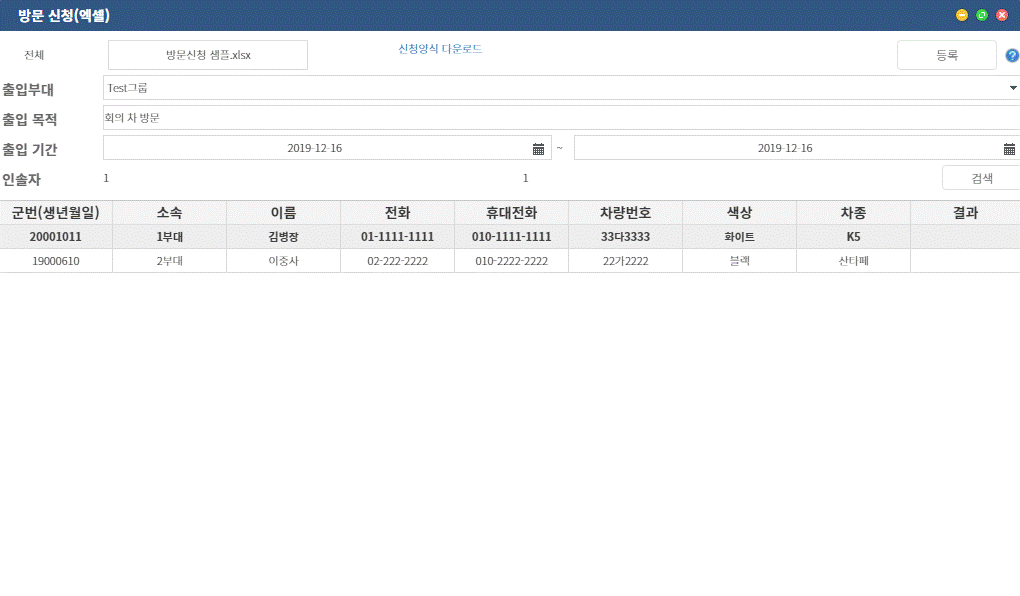 방문 신청(엑셀)
전체 방문신청 샘플.xlsx 신청양식 다운로드 등록 ?
출입부대 Test그룹
출입 목적 회의 차 방문
출입 기간 2019-12-16 ~ 2019-12-16
인솔자 1 1 검색
군번(생년월일) 소속 이름 전화 휴대전화 차량번호 색상 차종 결과
20001011 1부대 김병장 01-1111-1111 010-1111-1111 33다3333 화이트 K5
19000610 2부대 이중사 02-222-2222 010-2222-2222 22가2222 블랙 산타페